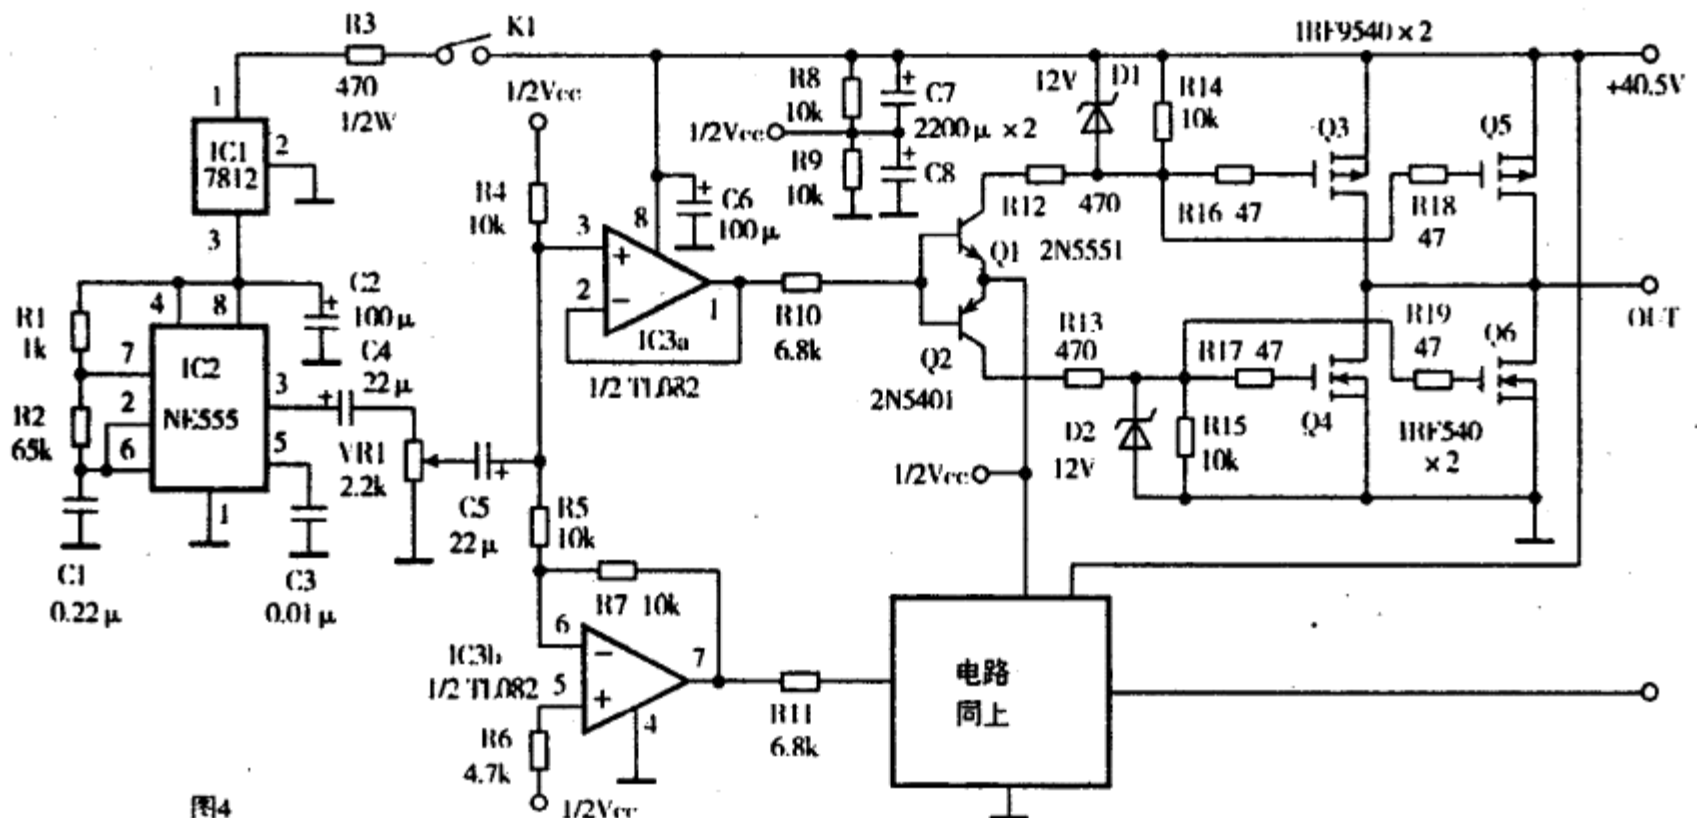 R3
470
1/2W
K1
1RF9540×2
+40.5V
1
IC1
7812
2
3
1/2Vcc
R4
10k
R8
10k
C7
2200μ×2
1/2Vcc
R9
10k
C8
12V
D1
R14
10k
Q3
Q5
R12
470
R16 47
R18
47
C6
100μ
8
3
+
2
−
1
IC3a
1/2 TL082
R10
6.8k
Q1
2N5551
Q2
2N5401
R13
470
R17 47
R19
47
Q4
Q6
1RF540
×2
OUT
D2
12V
R15
10k
1/2Vcc
4
8
C2
100μ
R1
1k
7
IC2
NE555
2
6
3
5
1
R2
65k
C4
22μ
VR1
2.2k
C5
22μ
C1
0.22μ
C3
0.01μ
R5
10k
R7 10k
6
−
IC3b
1/2 TL082
5
+
7
4
R6
4.7k
1/2Vcc
R11
6.8k
电路
同上
图4